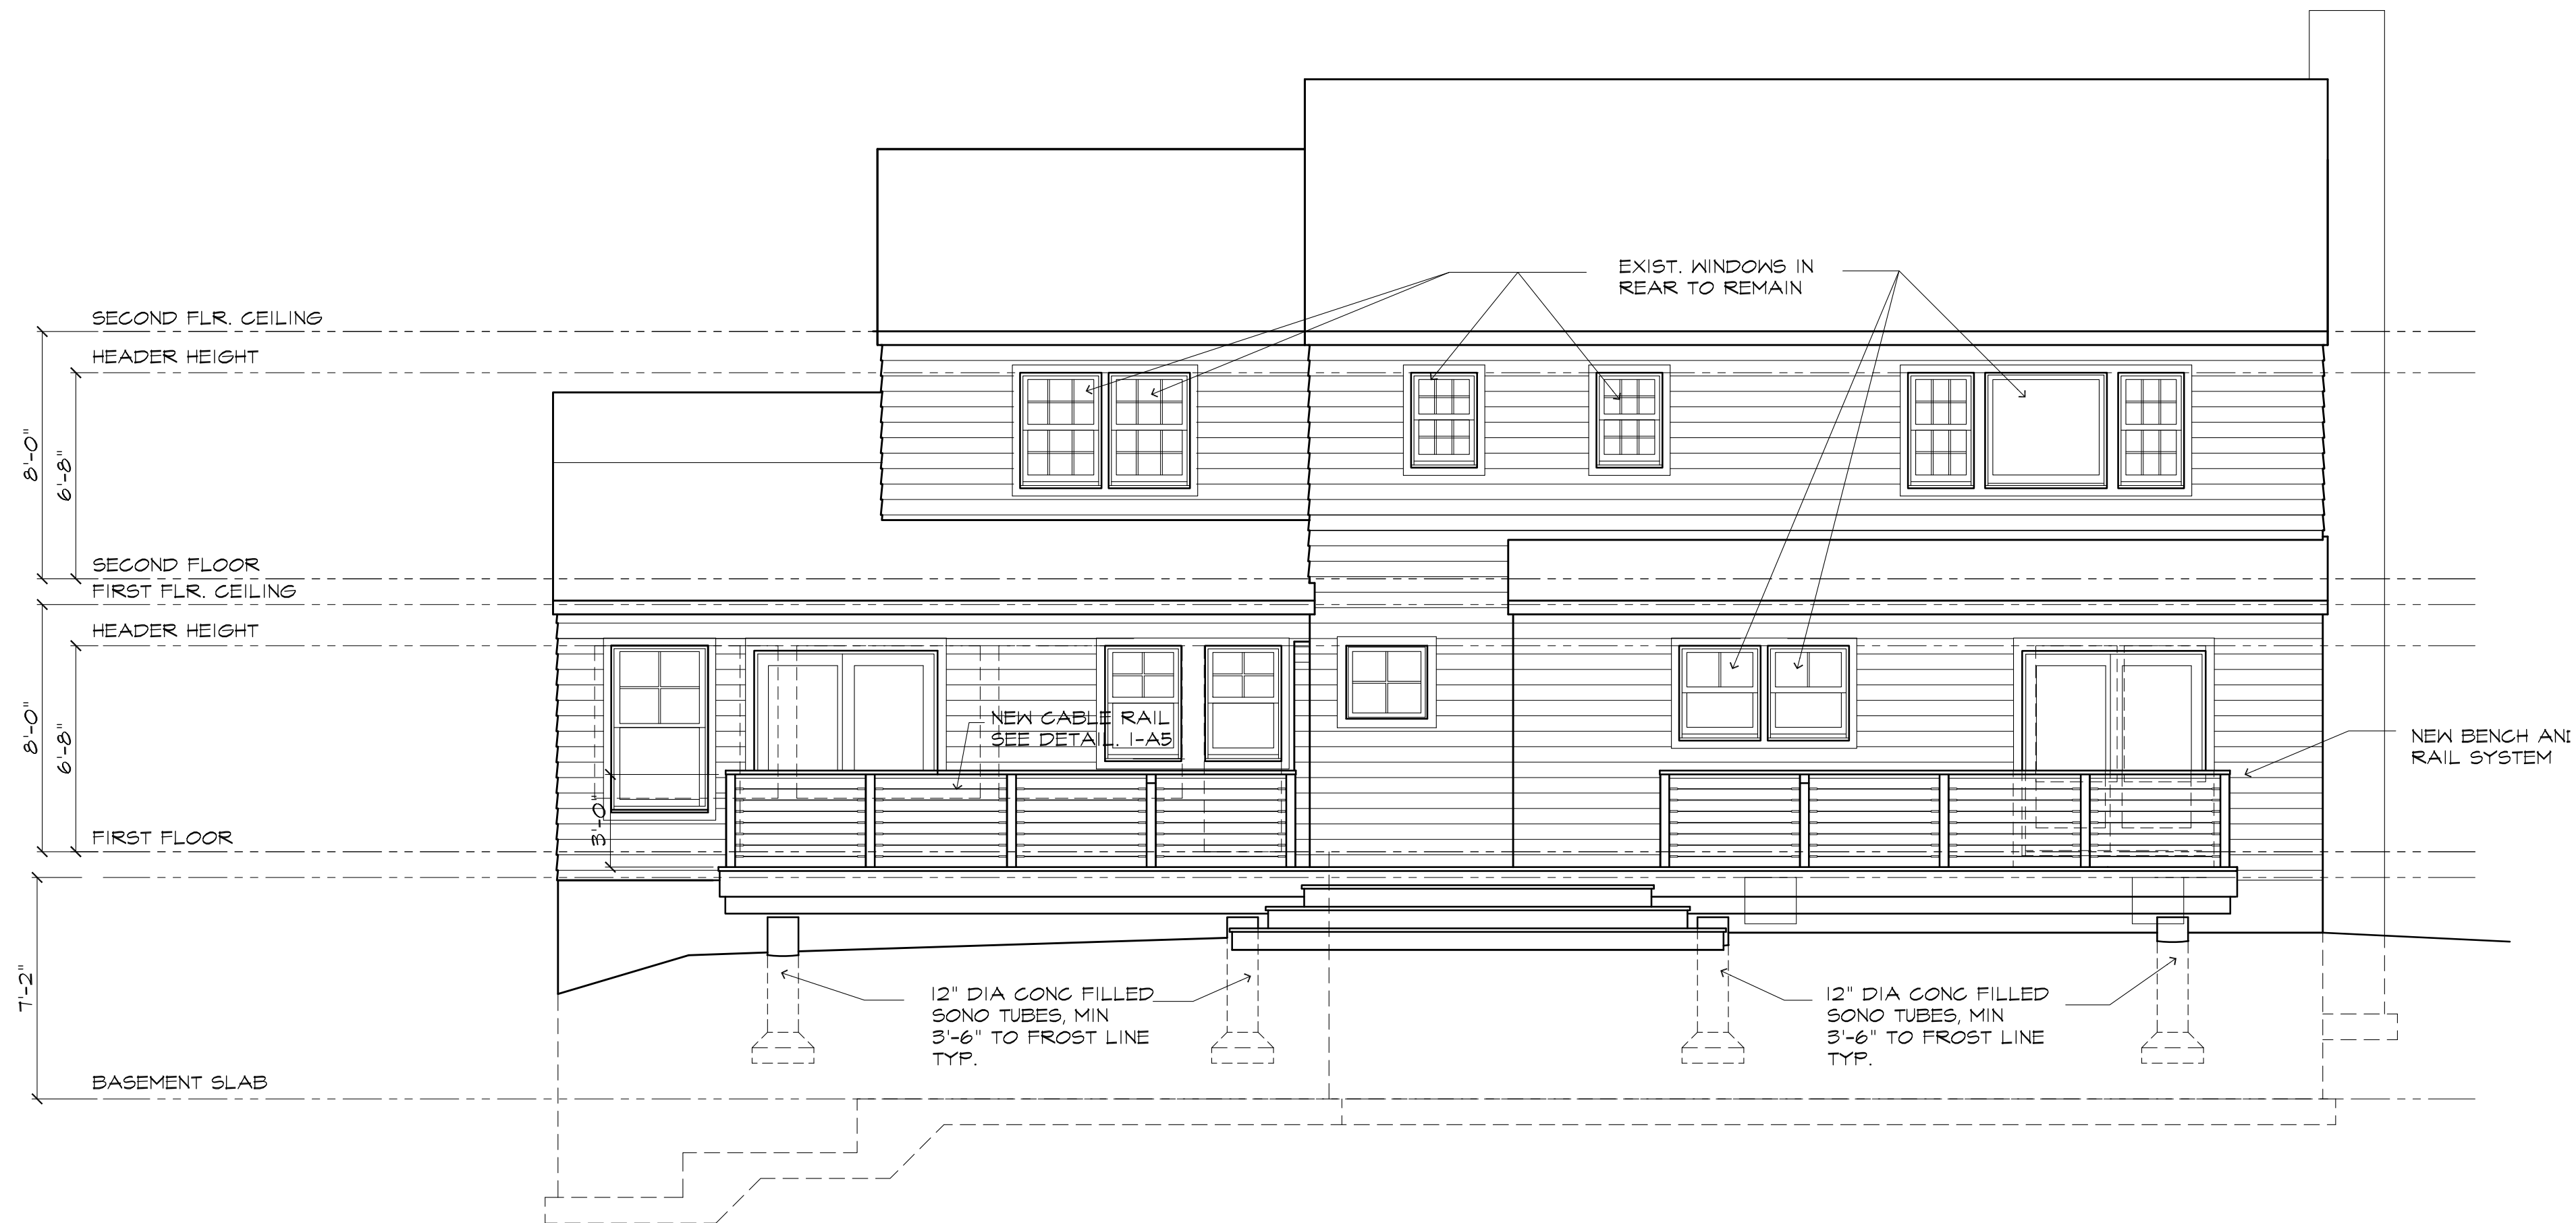 EXIST. WINDOWS IN
REAR TO REMAIN
SECOND FLR. CEILING
HEADER HEIGHT
8'-0"
6'-8"
SECOND FLOOR
FIRST FLR. CEILING
HEADER HEIGHT
8'-0"
6'-8"
NEW CABLE RAIL
SEE DETAIL. 1-A5
NEW BENCH AND
RAIL SYSTEM
3'-0"
FIRST FLOOR
7'-2"
12" DIA CONC FILLED
SONO TUBES, MIN
3'-6" TO FROST LINE
TYP.
12" DIA CONC FILLED
SONO TUBES, MIN
3'-6" TO FROST LINE
TYP.
BASEMENT SLAB